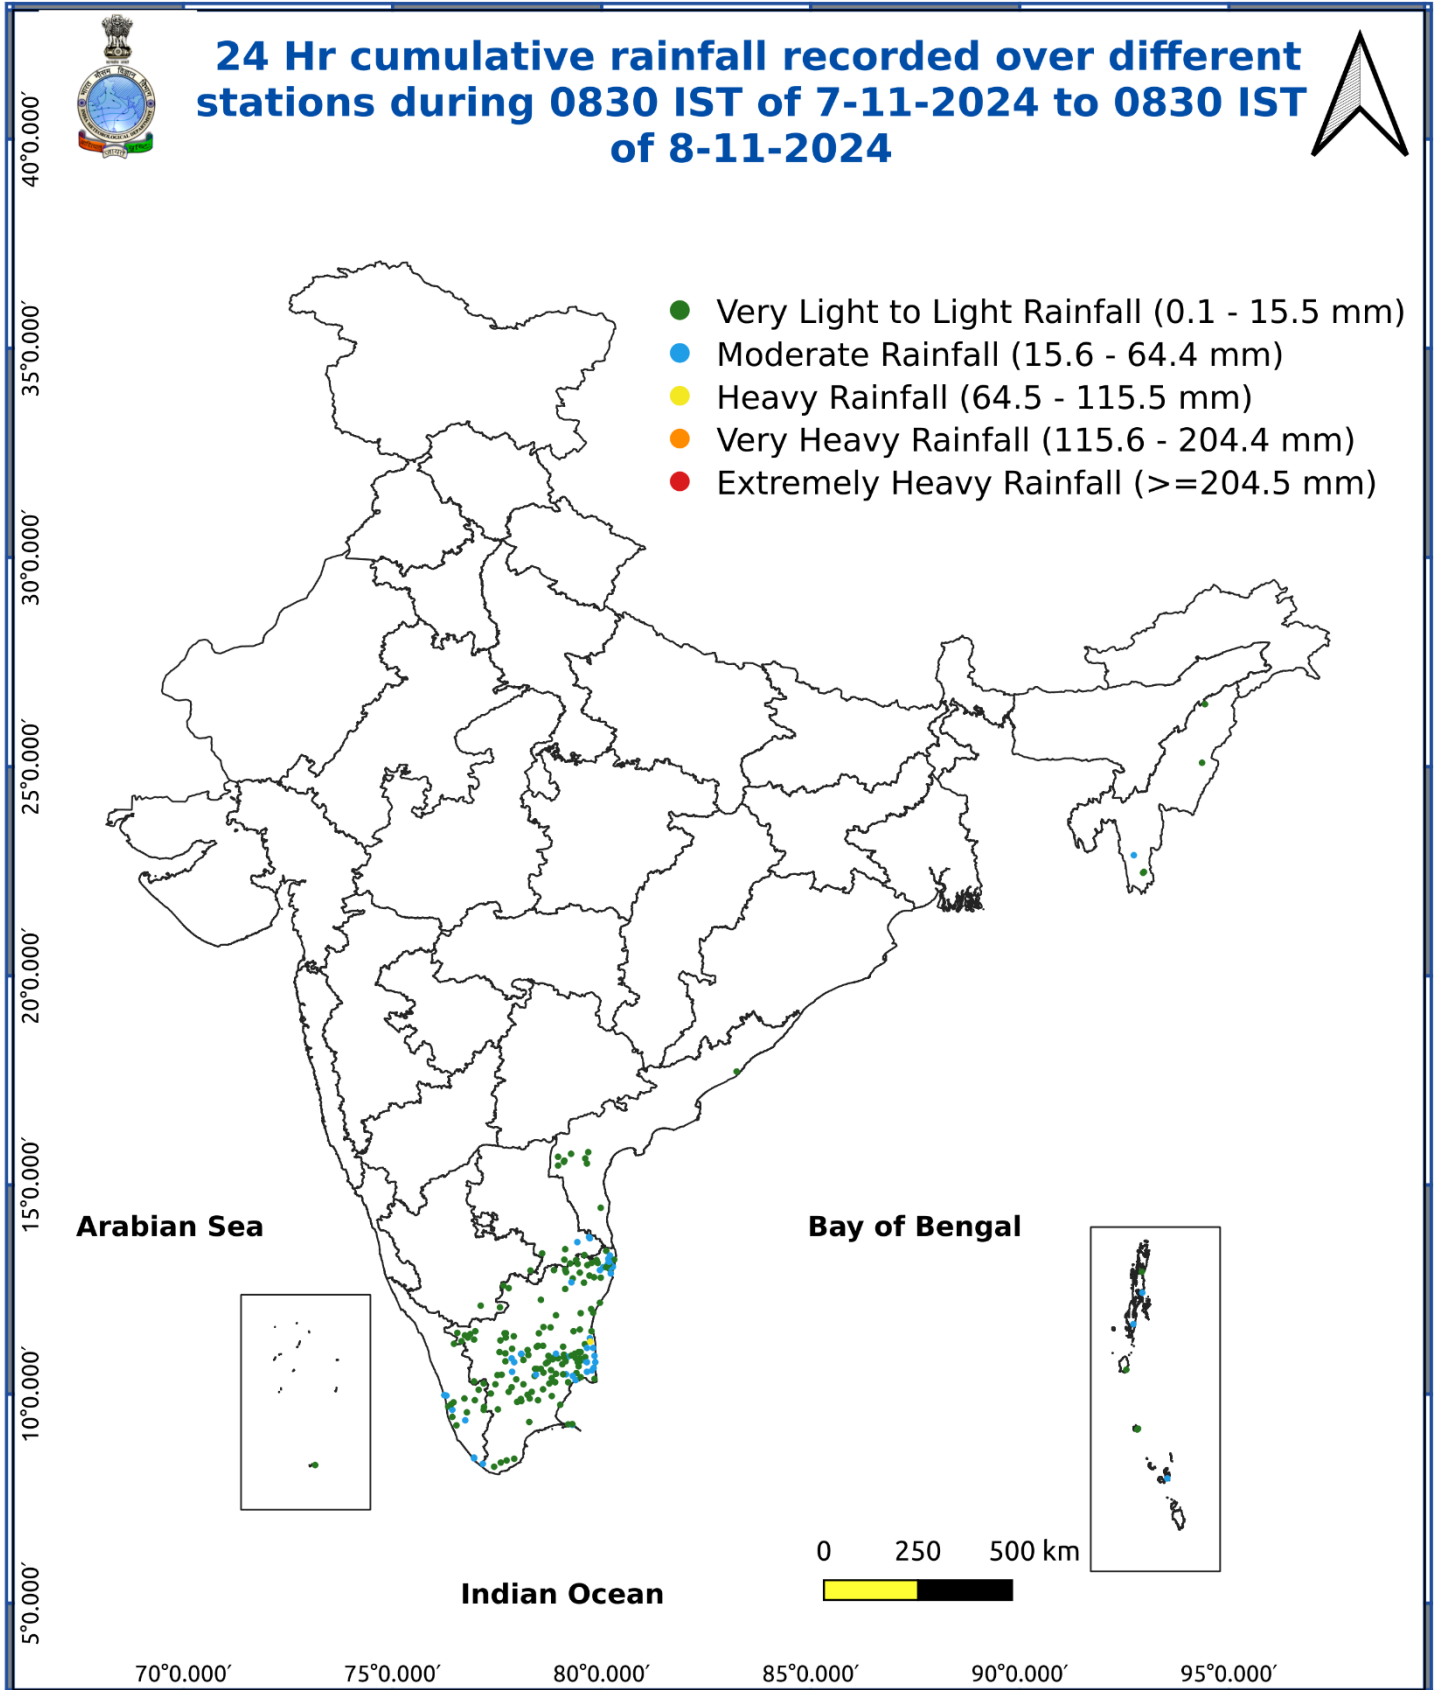 24 Hr cumulative rainfall recorded over different
stations during 0830 IST of 7-11-2024 to 0830 IST
of 8-11-2024
Very Light to Light Rainfall (0.1 - 15.5 mm)
Moderate Rainfall (15.6 - 64.4 mm)
Heavy Rainfall (64.5 - 115.5 mm)
Very Heavy Rainfall (115.6 - 204.4 mm)
Extremely Heavy Rainfall (>=204.5 mm)
40°0.000′
35°0.000′
30°0.000′
25°0.000′
20°0.000′
15°0.000′
10°0.000′
5°0.000′
Arabian Sea
Bay of Bengal
Indian Ocean
0 250 500 km
70°0.000′ 75°0.000′ 80°0.000′ 85°0.000′ 90°0.000′ 95°0.000′